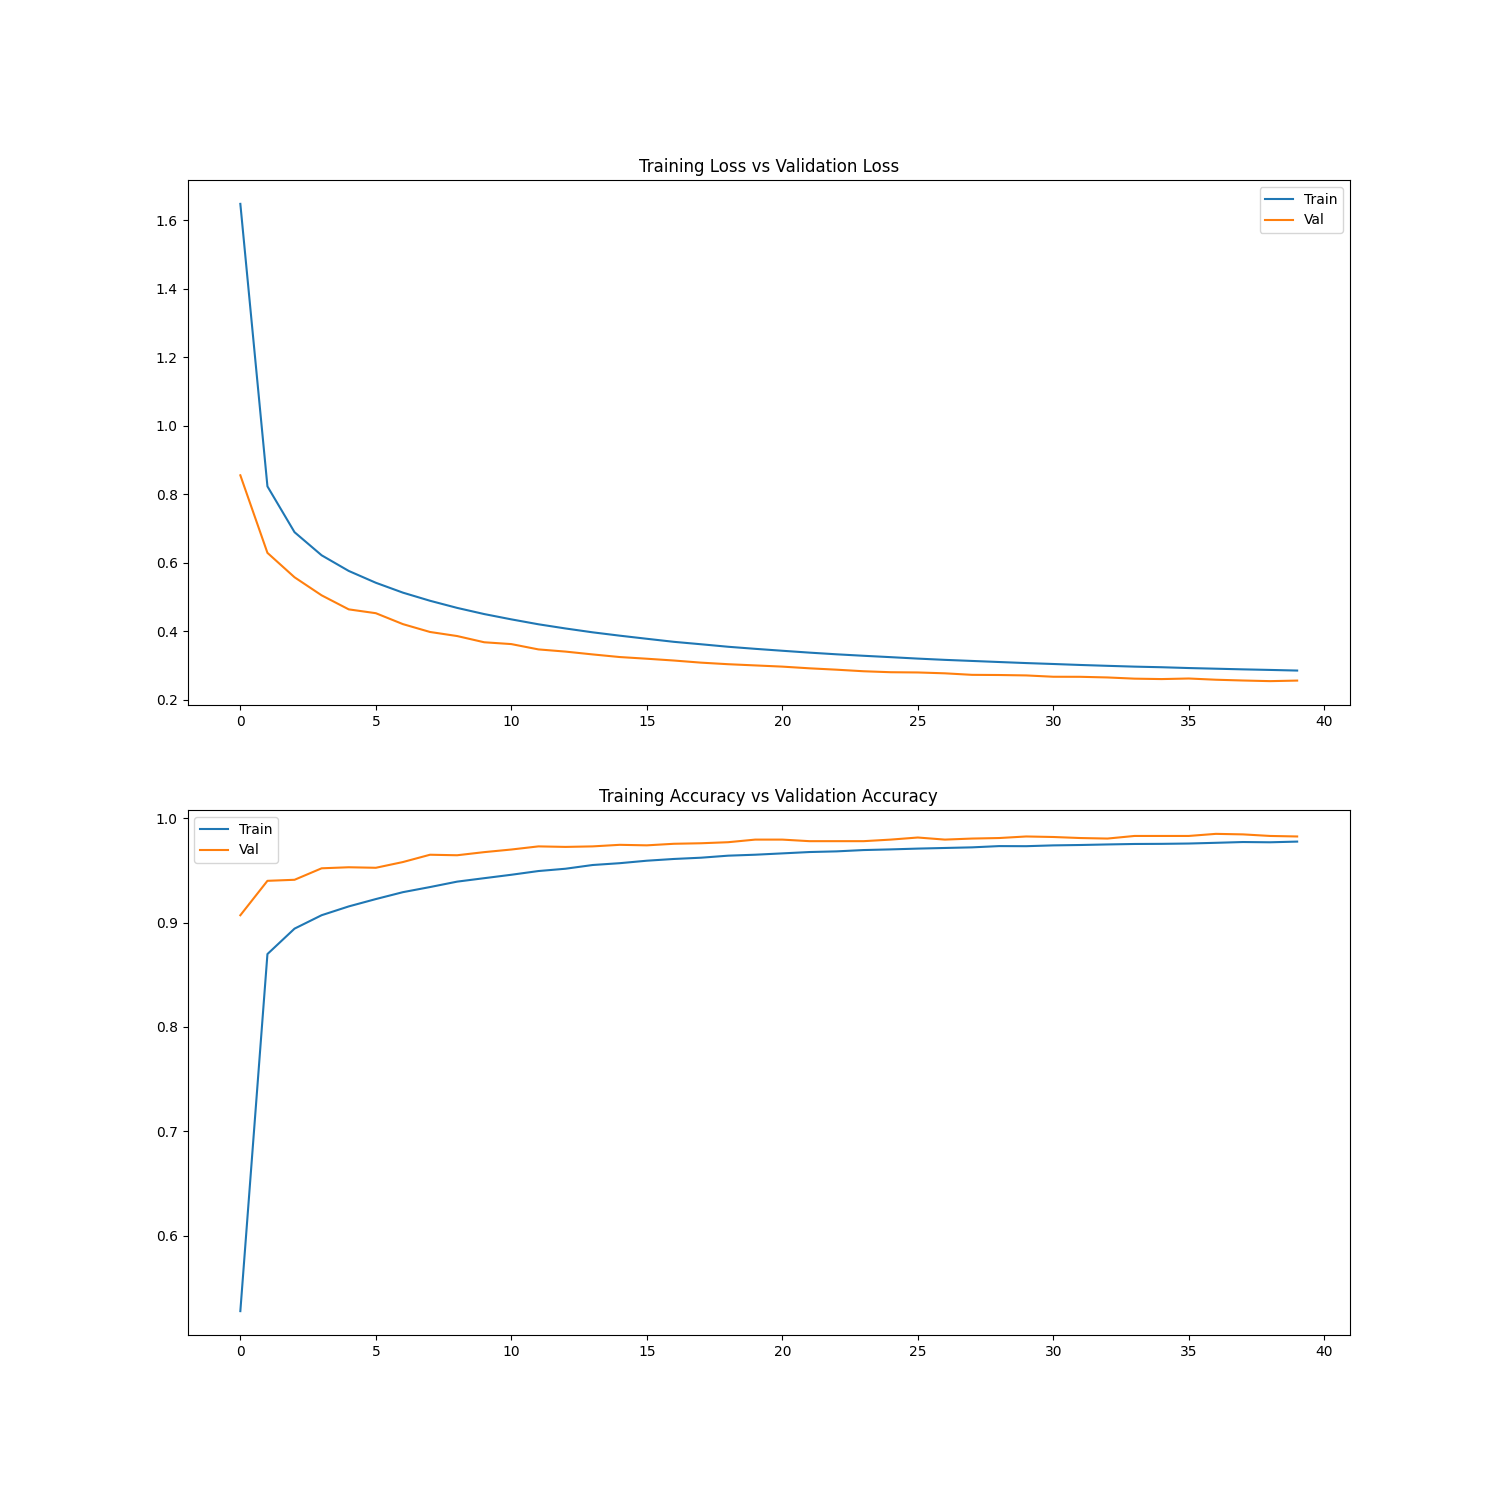 Training Loss vs Validation Loss
Train
Val
1.6
1.4
1.2
1.0
0.8
0.6
0.4
0.2
0 5 10 15 20 25 30 35 40
Training Accuracy vs Validation Accuracy
Train
Val
1.0
0.9
0.8
0.7
0.6
0 5 10 15 20 25 30 35 40